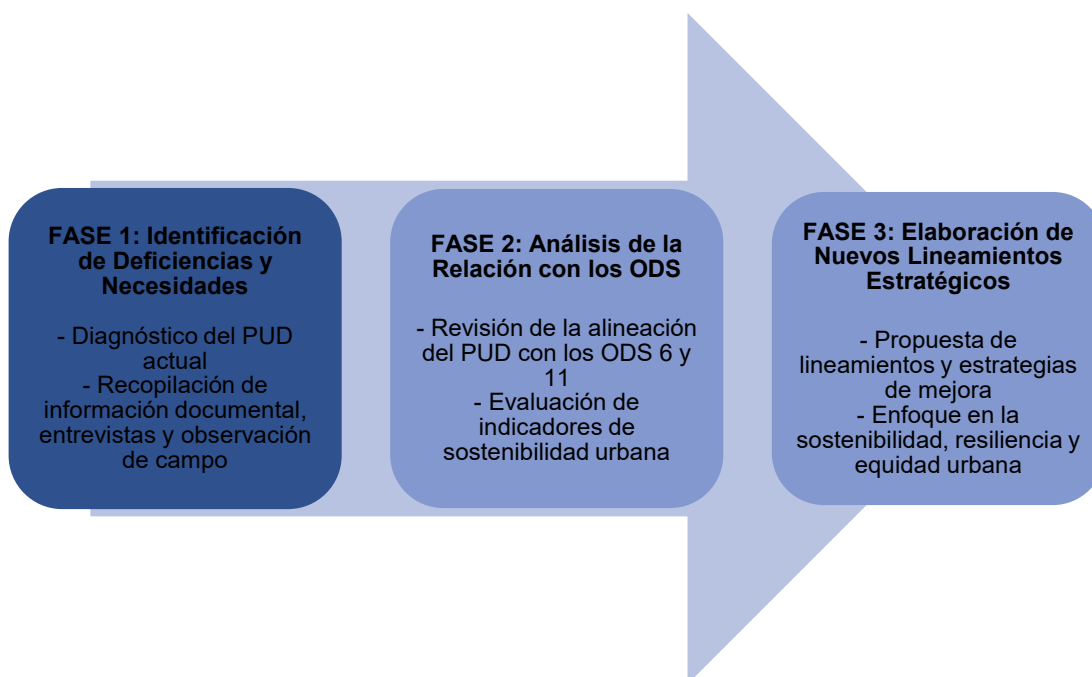 FASE 1: Identificación
de Deficiencias y
Necesidades
- Diagnóstico del PUD
actual
- Recopilación de
información documental,
entrevistas y observación
de campo
FASE 2: Análisis de la
Relación con los ODS
- Revisión de la alineación
del PUD con los ODS 6 y
11
- Evaluación de
indicadores de
sostenibilidad urbana
FASE 3: Elaboración de
Nuevos Lineamientos
Estratégicos
- Propuesta de
lineamientos y estrategias
de mejora
- Enfoque en la
sostenibilidad, resiliencia y
equidad urbana